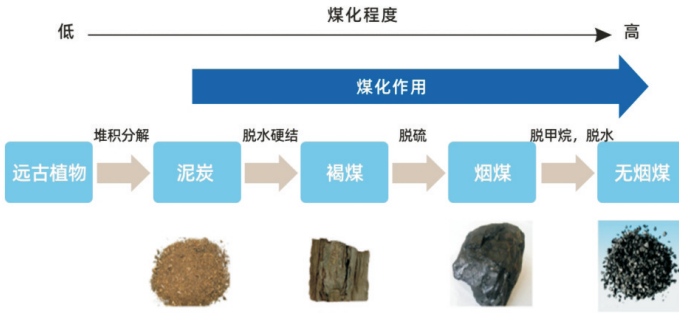 煤化程度
低
高
煤化作用
堆积分解
脱水硬结
脱硫
脱甲烷，脱水
远古植物
泥炭
褐煤
烟煤
无烟煤